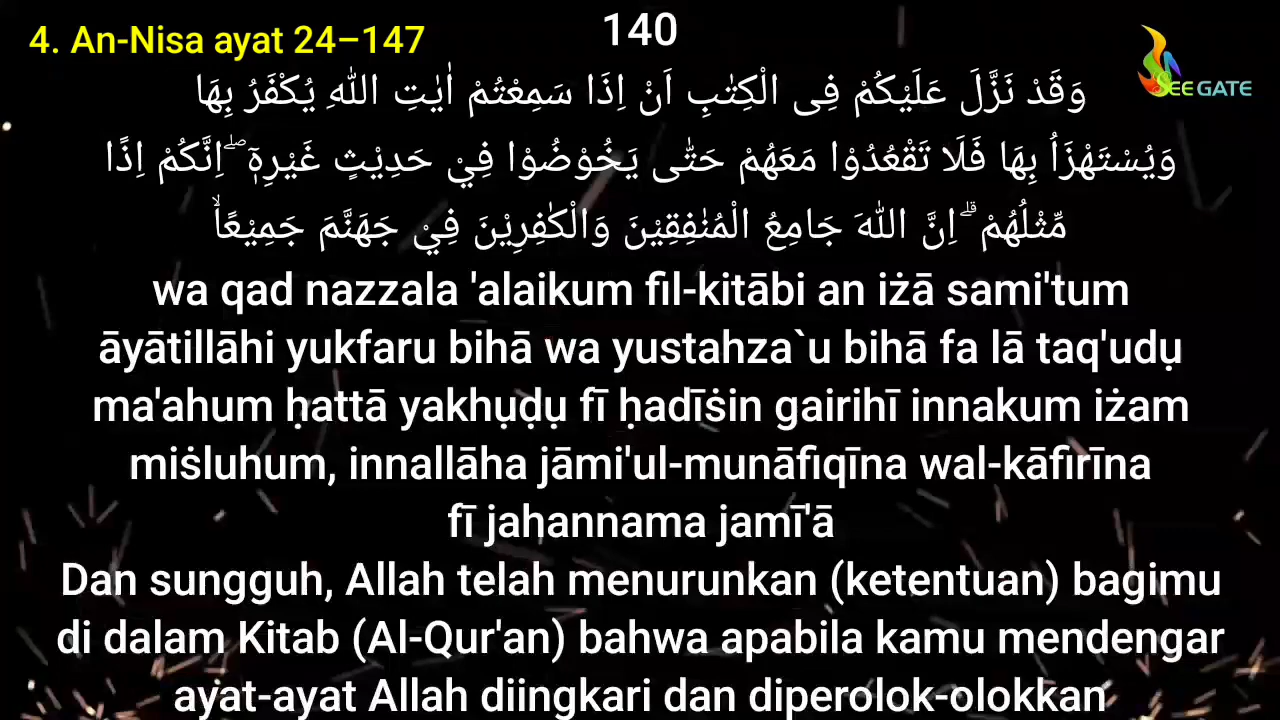 4. An-Nisa ayat 24–147
140
SEE GATE
وَقَدْ نَزَّلَ عَلَيْكُمْ فِى الْكِتٰبِ اَنْ اِذَا سَمِعْتُمْ اٰيٰتِ اللّٰهِ يُكْفَرُ بِهَا
وَيُسْتَهْزَاُ بِهَا فَلَا تَقْعُدُوْا مَعَهُمْ حَتّٰى يَخُوْضُوْا فِيْ حَدِيْثٍ غَيْرِهٖٓ ۖاِنَّكُمْ اِذًا
مِّثْلُهُمْ ۗاِنَّ اللّٰهَ جَامِعُ الْمُنٰفِقِيْنَ وَالْكٰفِرِيْنَ فِيْ جَهَنَّمَ جَمِيْعًاۙ
wa qad nazzala 'alaikum fil-kitābi an iżā sami'tum
āyātillāhi yukfaru bihā wa yustahza`u bihā fa lā taq'udụ
ma'ahum ḥattā yakhụḍụ fī ḥadīṡin gairihī innakum iżam
miṡluhum, innallāha jāmi'ul-munāfiqīna wal-kāfirīna
fī jahannama jamī'ā
Dan sungguh, Allah telah menurunkan (ketentuan) bagimu
di dalam Kitab (Al-Qur'an) bahwa apabila kamu mendengar
ayat-ayat Allah diingkari dan diperolok-olokkan